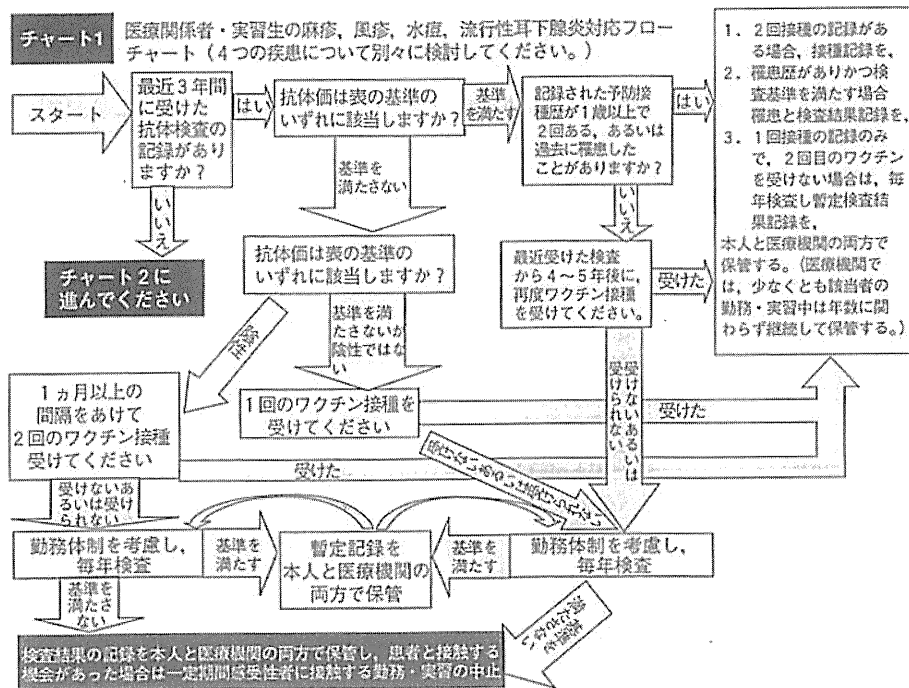 チャート1
医療関係者・実習生の麻疹，風疹，水痘，流行性耳下腺炎対応フロー
チャート（４つの疾患について別々に検討してください。）
スタート
最近３年間
に受けた
抗体検査の
記録があり
ますか？
はい
抗体価は表の基準の
いずれに該当しますか？
基準
を満たす
記録された予防接
種歴が１歳以上で
２回ある、あるいは
過去に罹患した
ことがありますか？
はい
１．２回接種の記録があ
る場合，接種記録を，
２．罹患歴がありかつ検
査基準を満たす場合
罹患と検査結果記録を，
３．１回接種の記録のみ
で，２回目のワクチン
を受けない場合は，毎
年検査し暫定検査結
果記録を，
本人と医療機関の両方で
保管する。（医療機関で
は，少なくとも該当者の
勤務・実習中は年数に関
わらず継続して保管する。）
いいえ
チャート２に
進んでください
基準を
満たさない
抗体価は表の基準の
いずれに該当しますか？
いいえ
最近受けた検査
から４～５年後に，
再度ワクチン接種
を受けてください。
受けた
陰性
基準を満
たさないが
陰性ではな
い
１ヵ月以上の
間隔をあけて
２回のワクチン接種
受けてください
１回のワクチン接種を
受けてください
受けた
受けないあるいは
受けられない
受けた
受けないあるいは受けられない
受けないあ
るいは受け
られない
勤務体制を考慮し，
毎年検査
基準を
満たす
暫定記録を
本人と医療機関の
両方で保管
基準を
満たす
勤務体制を考慮し，
毎年検査
基準を
満たさ
ない
基準を
満たさない
検査結果の記録を本人と医療機関の両方で保管し，患者と接触する
機会があった場合は一定期間感受性者に接触する勤務・実習の中止